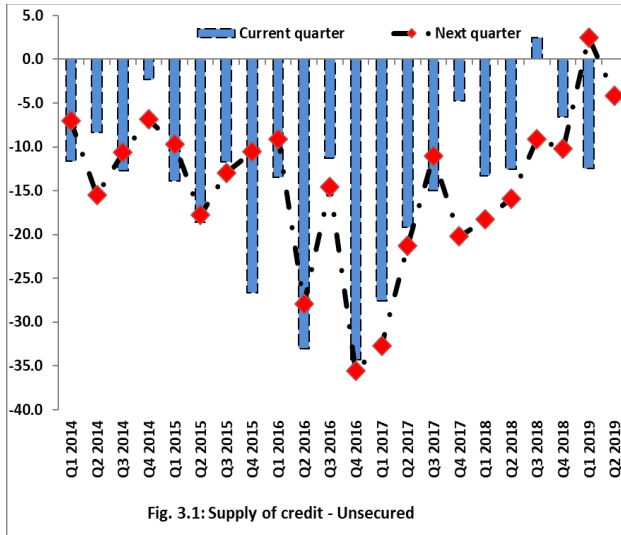 5.0
Current quarter
Next quarter
0.0
-5.0
-10.0
-15.0
-20.0
-25.0
-30.0
-35.0
-40.0
Q1 2014
Q2 2014
Q3 2014
Q4 2014
Q1 2015
Q2 2015
Q3 2015
Q4 2015
Q1 2016
Q2 2016
Q3 2016
Q4 2016
Q1 2017
Q2 2017
Q3 2017
Q4 2017
Q1 2018
Q2 2018
Q3 2018
Q4 2018
Q1 2019
Q2 2019
Fig. 3.1: Supply of credit - Unsecured